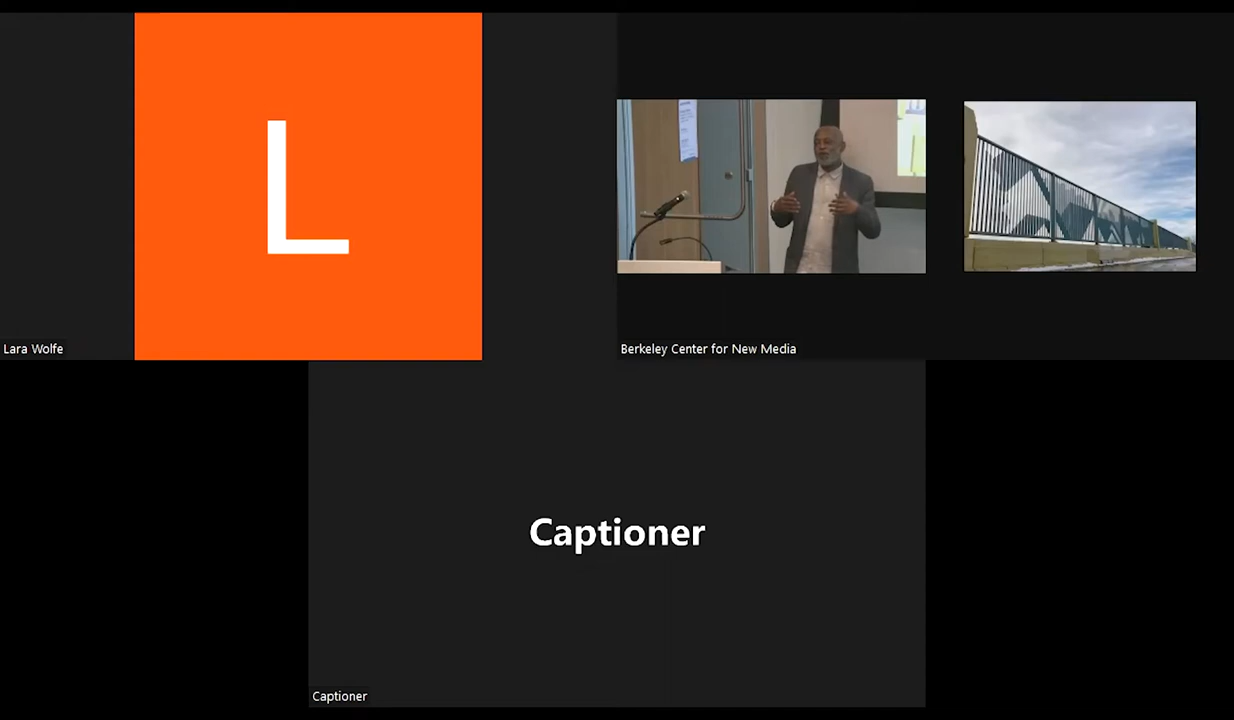 L
Lara Wolfe
Berkeley Center for New Media
Captioner
Captioner